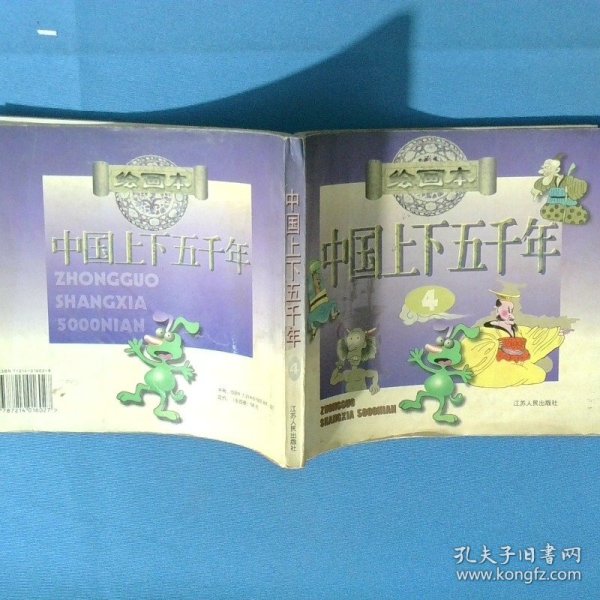 绘画本
中国上下五千年
ZHONGGUO
SHANGXIA
5000NIAN
中国上下五千年
4
江苏人民出版社
绘画本
中国上下五千年
4
ZHONGGUO
SHANGXIA 5000NIAN
江苏人民出版社
孔夫子旧书网
www.kongfz.com